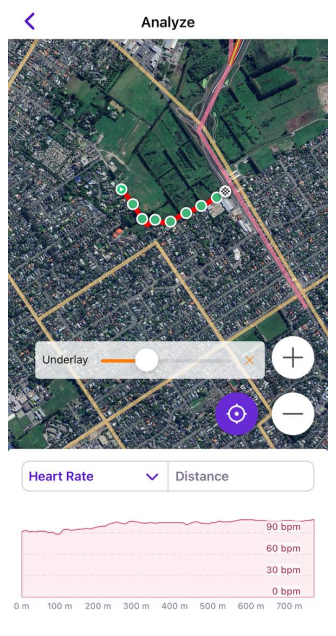 Analyze
Underlay
Heart Rate
Distance
90 bpm
60 bpm
30 bpm
0 bpm
0 m 100 m 200 m 300 m 400 m 500 m 600 m 700 m